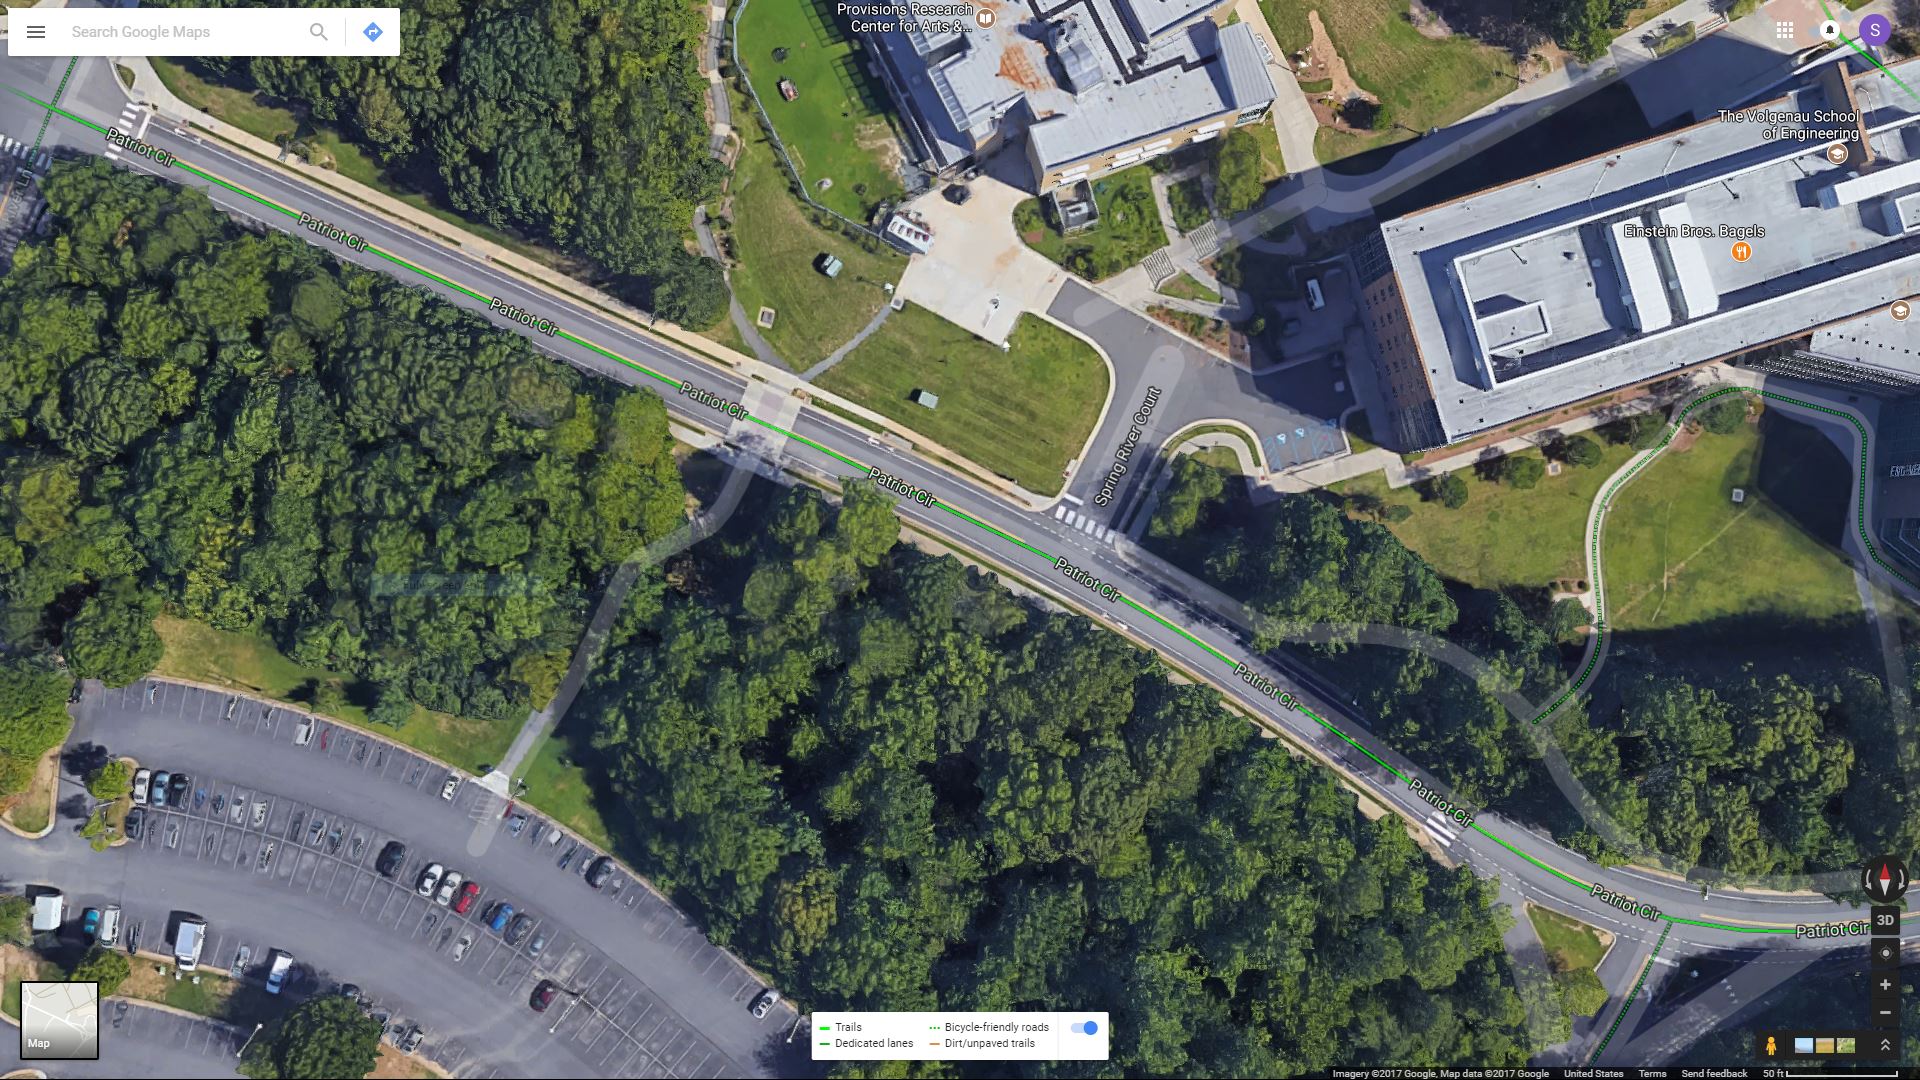 Search Google Maps
Provisions Research
Center for Arts &...
S
The Volgenau School
of Engineering
Einstein Bros. Bagels
Patriot Cir
Patriot Cir
Patriot Cir
Patriot Cir
Patriot Cir
Spring River Court
Patriot Cir
Patriot Cir
Patriot Cir
Patriot Cir
Patriot Cir
3D
Map
Trails
Bicycle-friendly roads
Dedicated lanes
Dirt/unpaved trails
Imagery ©2017 Google, Map data ©2017 Google United States Terms Send feedback 50 ft